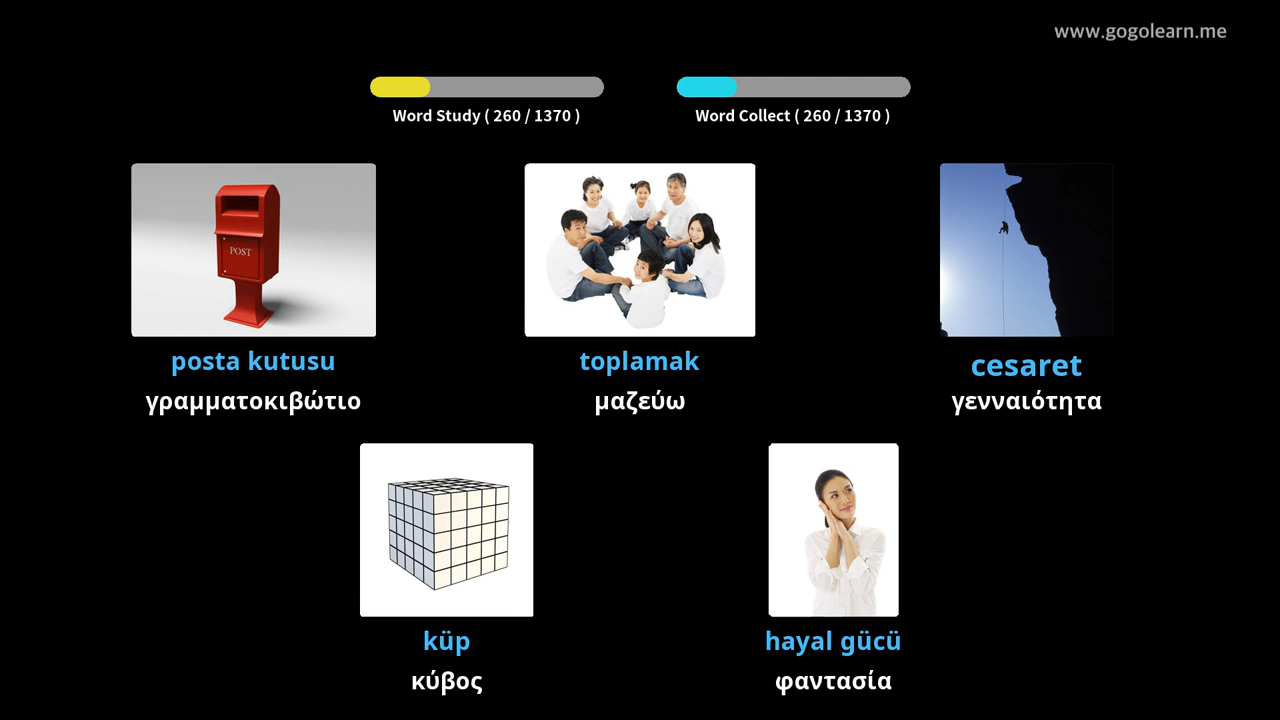 www.gogolearn.me
Word Study ( 260 / 1370 )
Word Collect ( 260 / 1370 )
POST
posta kutusu
γραμματοκιβώτιο
toplamak
μαζεύω
cesaret
γενναιότητα
küp
κύβος
hayal gücü
φαντασία